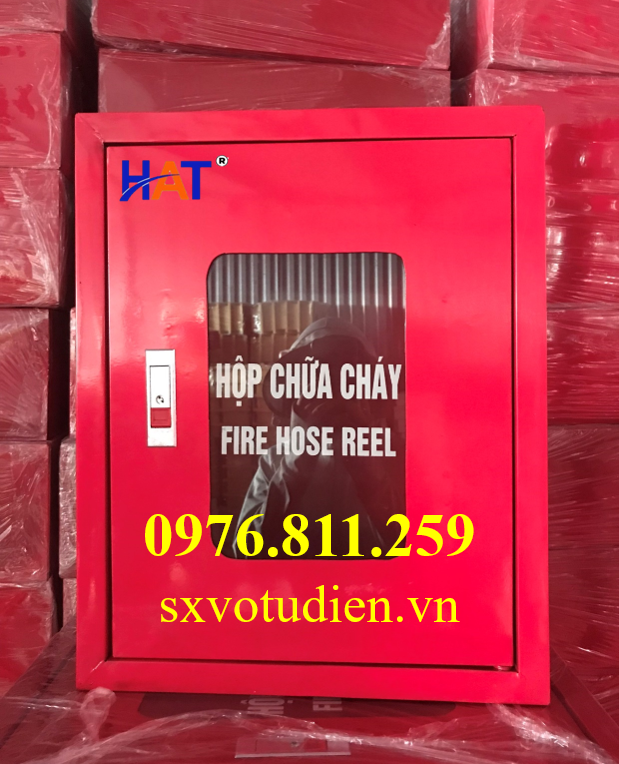 HAT ®
HỘP CHỮA CHÁY
FIRE HOSE REEL
0976.811.259
sxvotudien.vn